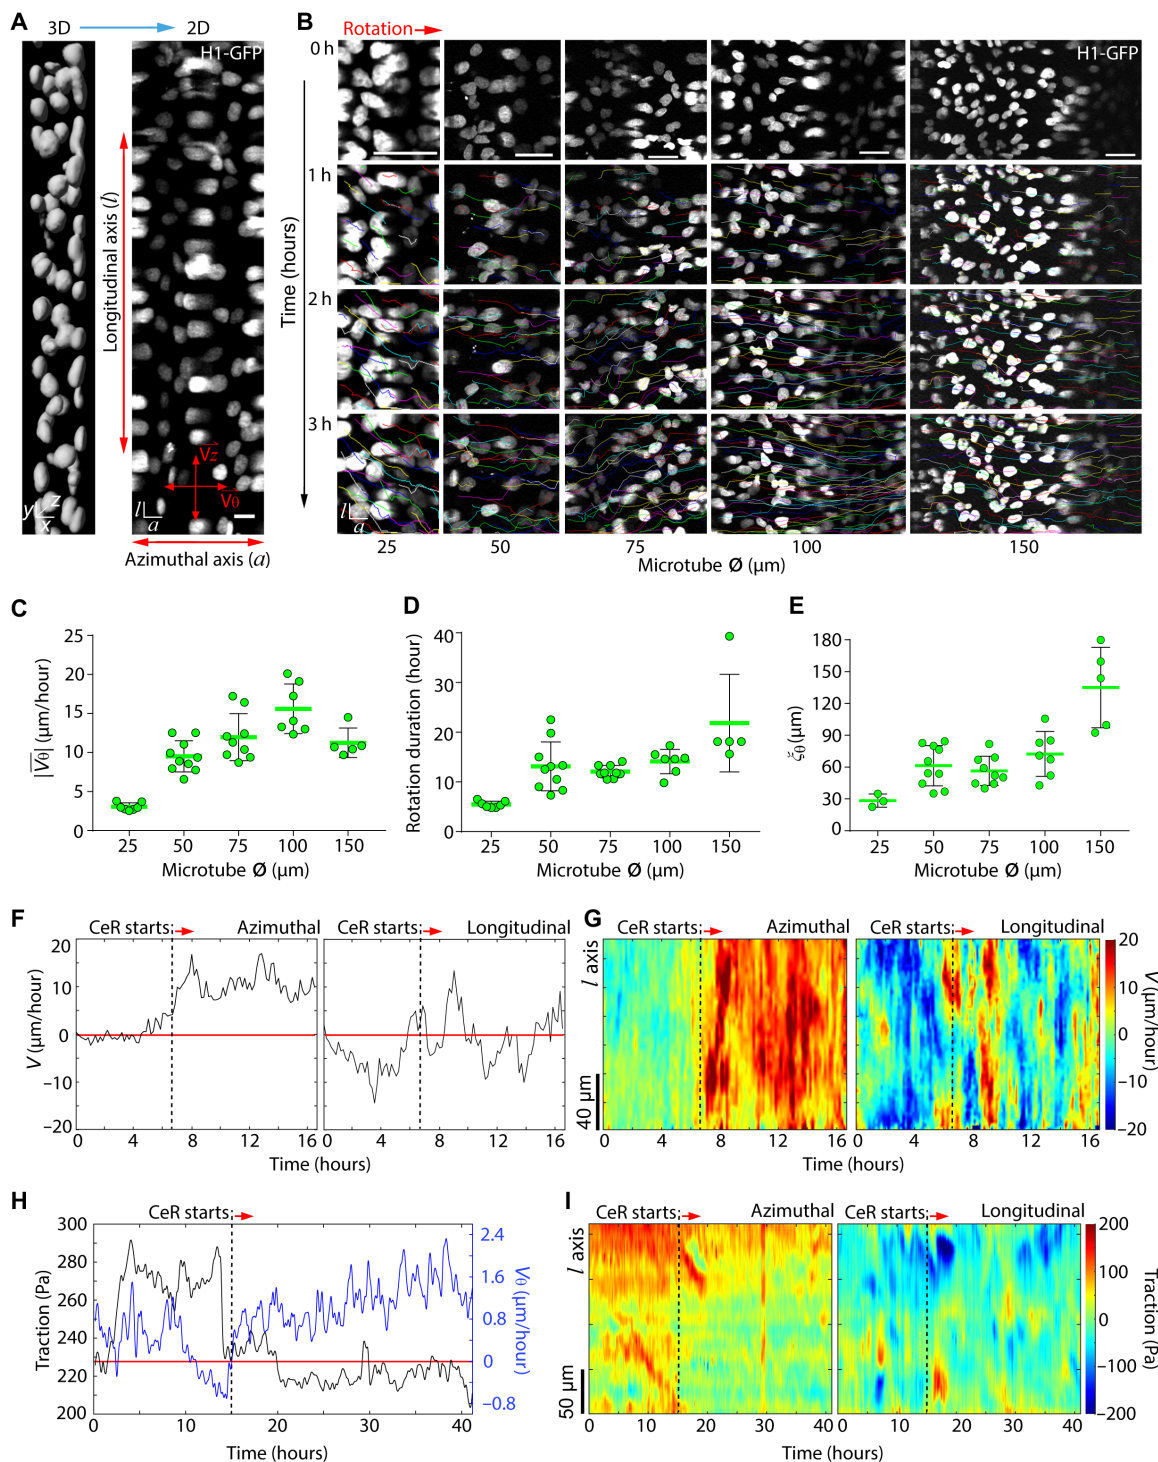 A
3D
2D
H1-GFP
Longitudinal axis (l)
Vz
Vθ
y z x
l a
Azimuthal axis (a)
B
Rotation
0 h
H1-GFP
1 h
Time (hours)
2 h
3 h
l a
25 50 75 100 150
Microtube Ø (µm)
C
|Vθ| (µm/hour)
25
20
15
10
5
0
25 50 75 100 150
Microtube Ø (µm)
D
Rotation duration (hour)
40
30
20
10
0
25 50 75 100 150
Microtube Ø (µm)
E
ξθ (µm)
180
150
120
90
60
30
0
25 50 75 100 150
Microtube Ø (µm)
F
CeR starts Azimuthal
CeR starts Longitudinal
V (µm/hour)
20
10
0
−10
−20
0 4 8 12 16
0 4 8 12 16
Time (hours)
G
CeR starts Azimuthal
CeR starts Longitudinal
l axis
40 µm
0 4 8 12 16
0 4 8 12 16
Time (hours)
20
10
0
−10
−20
V (µm/hour)
H
CeR starts
Traction (Pa)
300
280
260
240
220
200
2.4
1.6
0.8
0
−0.8
Vθ (µm/hour)
0 10 20 30 40
Time (hours)
I
CeR starts Azimuthal
CeR starts Longitudinal
l axis
50 µm
0 10 20 30 40
0 10 20 30 40
Time (hours)
200
100
0
−100
−200
Traction (Pa)